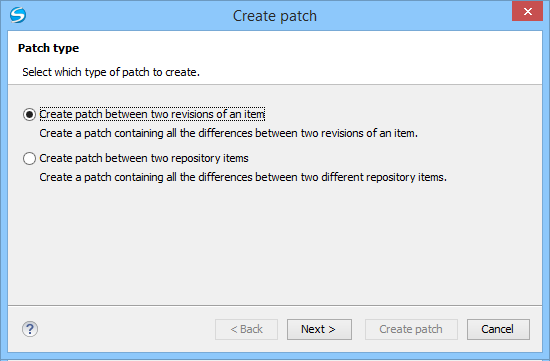 Create patch
Patch type
Select which type of patch to create.
Create patch between two revisions of an item
Create a patch containing all the differences between two revisions of an item.
Create patch between two repository items
Create a patch containing all the differences between two different repository items.
? < Back Next > Create patch Cancel